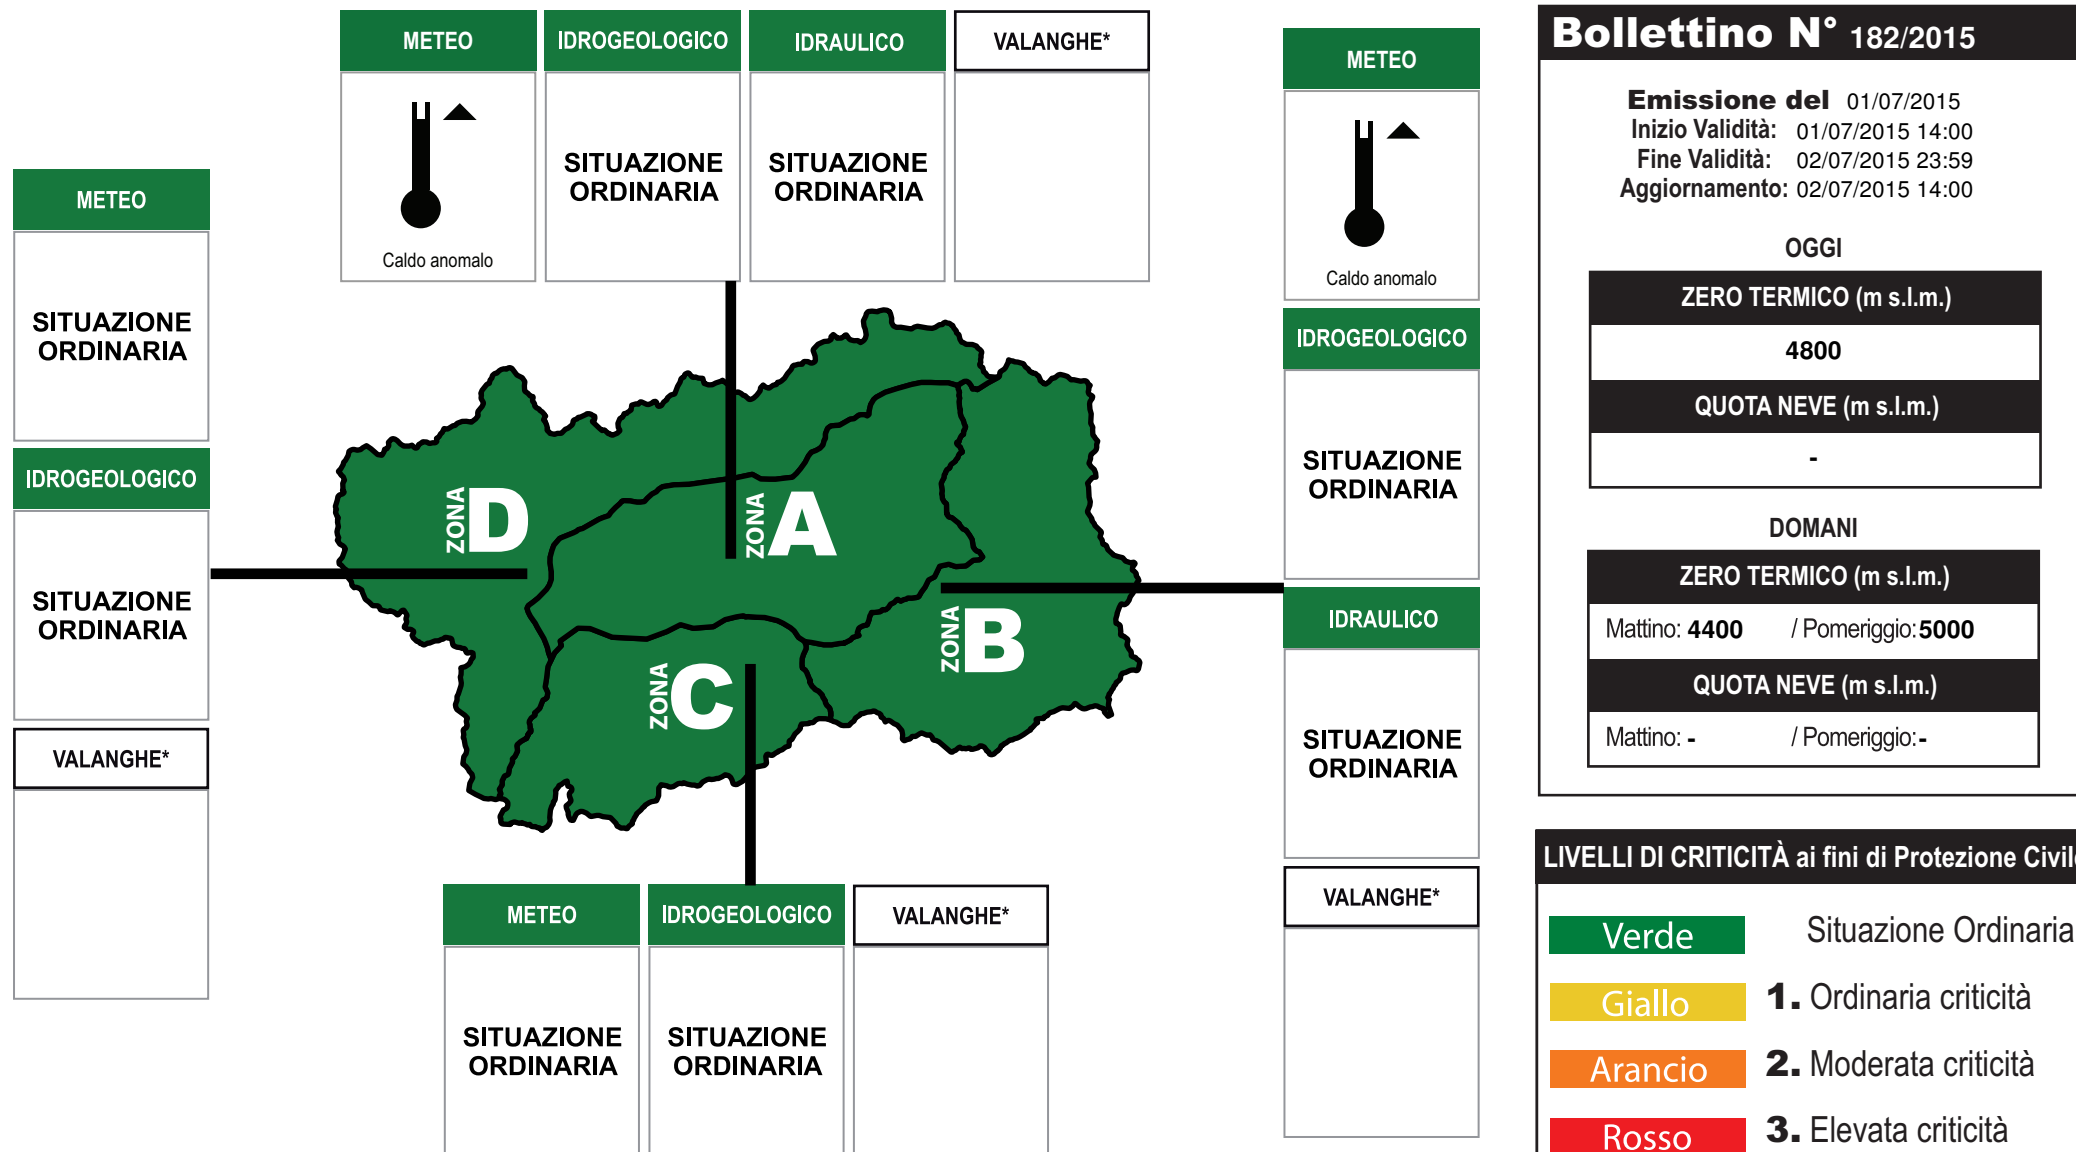 METEO
IDROGEOLOGICO
IDRAULICO
VALANGHE*
Caldo anomalo
SITUAZIONE
ORDINARIA
SITUAZIONE
ORDINARIA
METEO
SITUAZIONE
ORDINARIA
IDROGEOLOGICO
SITUAZIONE
ORDINARIA
VALANGHE*
METEO
Caldo anomalo
IDROGEOLOGICO
SITUAZIONE
ORDINARIA
IDRAULICO
SITUAZIONE
ORDINARIA
VALANGHE*
ZONA D
ZONA A
ZONA B
ZONA C
METEO
IDROGEOLOGICO
VALANGHE*
SITUAZIONE
ORDINARIA
SITUAZIONE
ORDINARIA
Bollettino N° 182/2015
Emissione del 01/07/2015
Inizio Validità: 01/07/2015 14:00
Fine Validità: 02/07/2015 23:59
Aggiornamento: 02/07/2015 14:00
OGGI
ZERO TERMICO (m s.l.m.)
4800
QUOTA NEVE (m s.l.m.)
-
DOMANI
ZERO TERMICO (m s.l.m.)
Mattino: 4400 / Pomeriggio: 5000
QUOTA NEVE (m s.l.m.)
Mattino: - / Pomeriggio: -
LIVELLI DI CRITICITÀ ai fini di Protezione Civile
Verde Situazione Ordinaria
Giallo 1. Ordinaria criticità
Arancio 2. Moderata criticità
Rosso 3. Elevata criticità